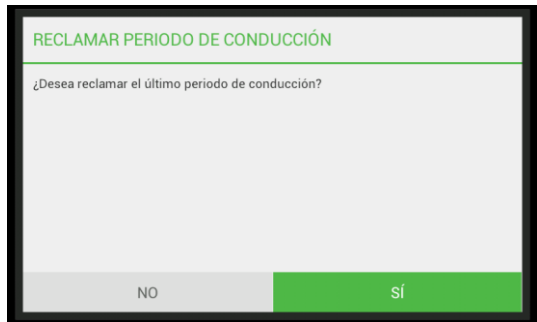 RECLAMAR PERIODO DE CONDUCCIÓN
¿Desea reclamar el último periodo de conducción?
NO
SÍ